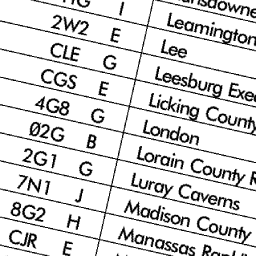 G I Leamington
2W2 E Lee
CLE G Leesburg Exec
CGS E Licking County
4G8 G London
02G B Lorain County R
2G1 G Luray Caverns
7N1 J Madison County
8G2 H Manassas
CJR E